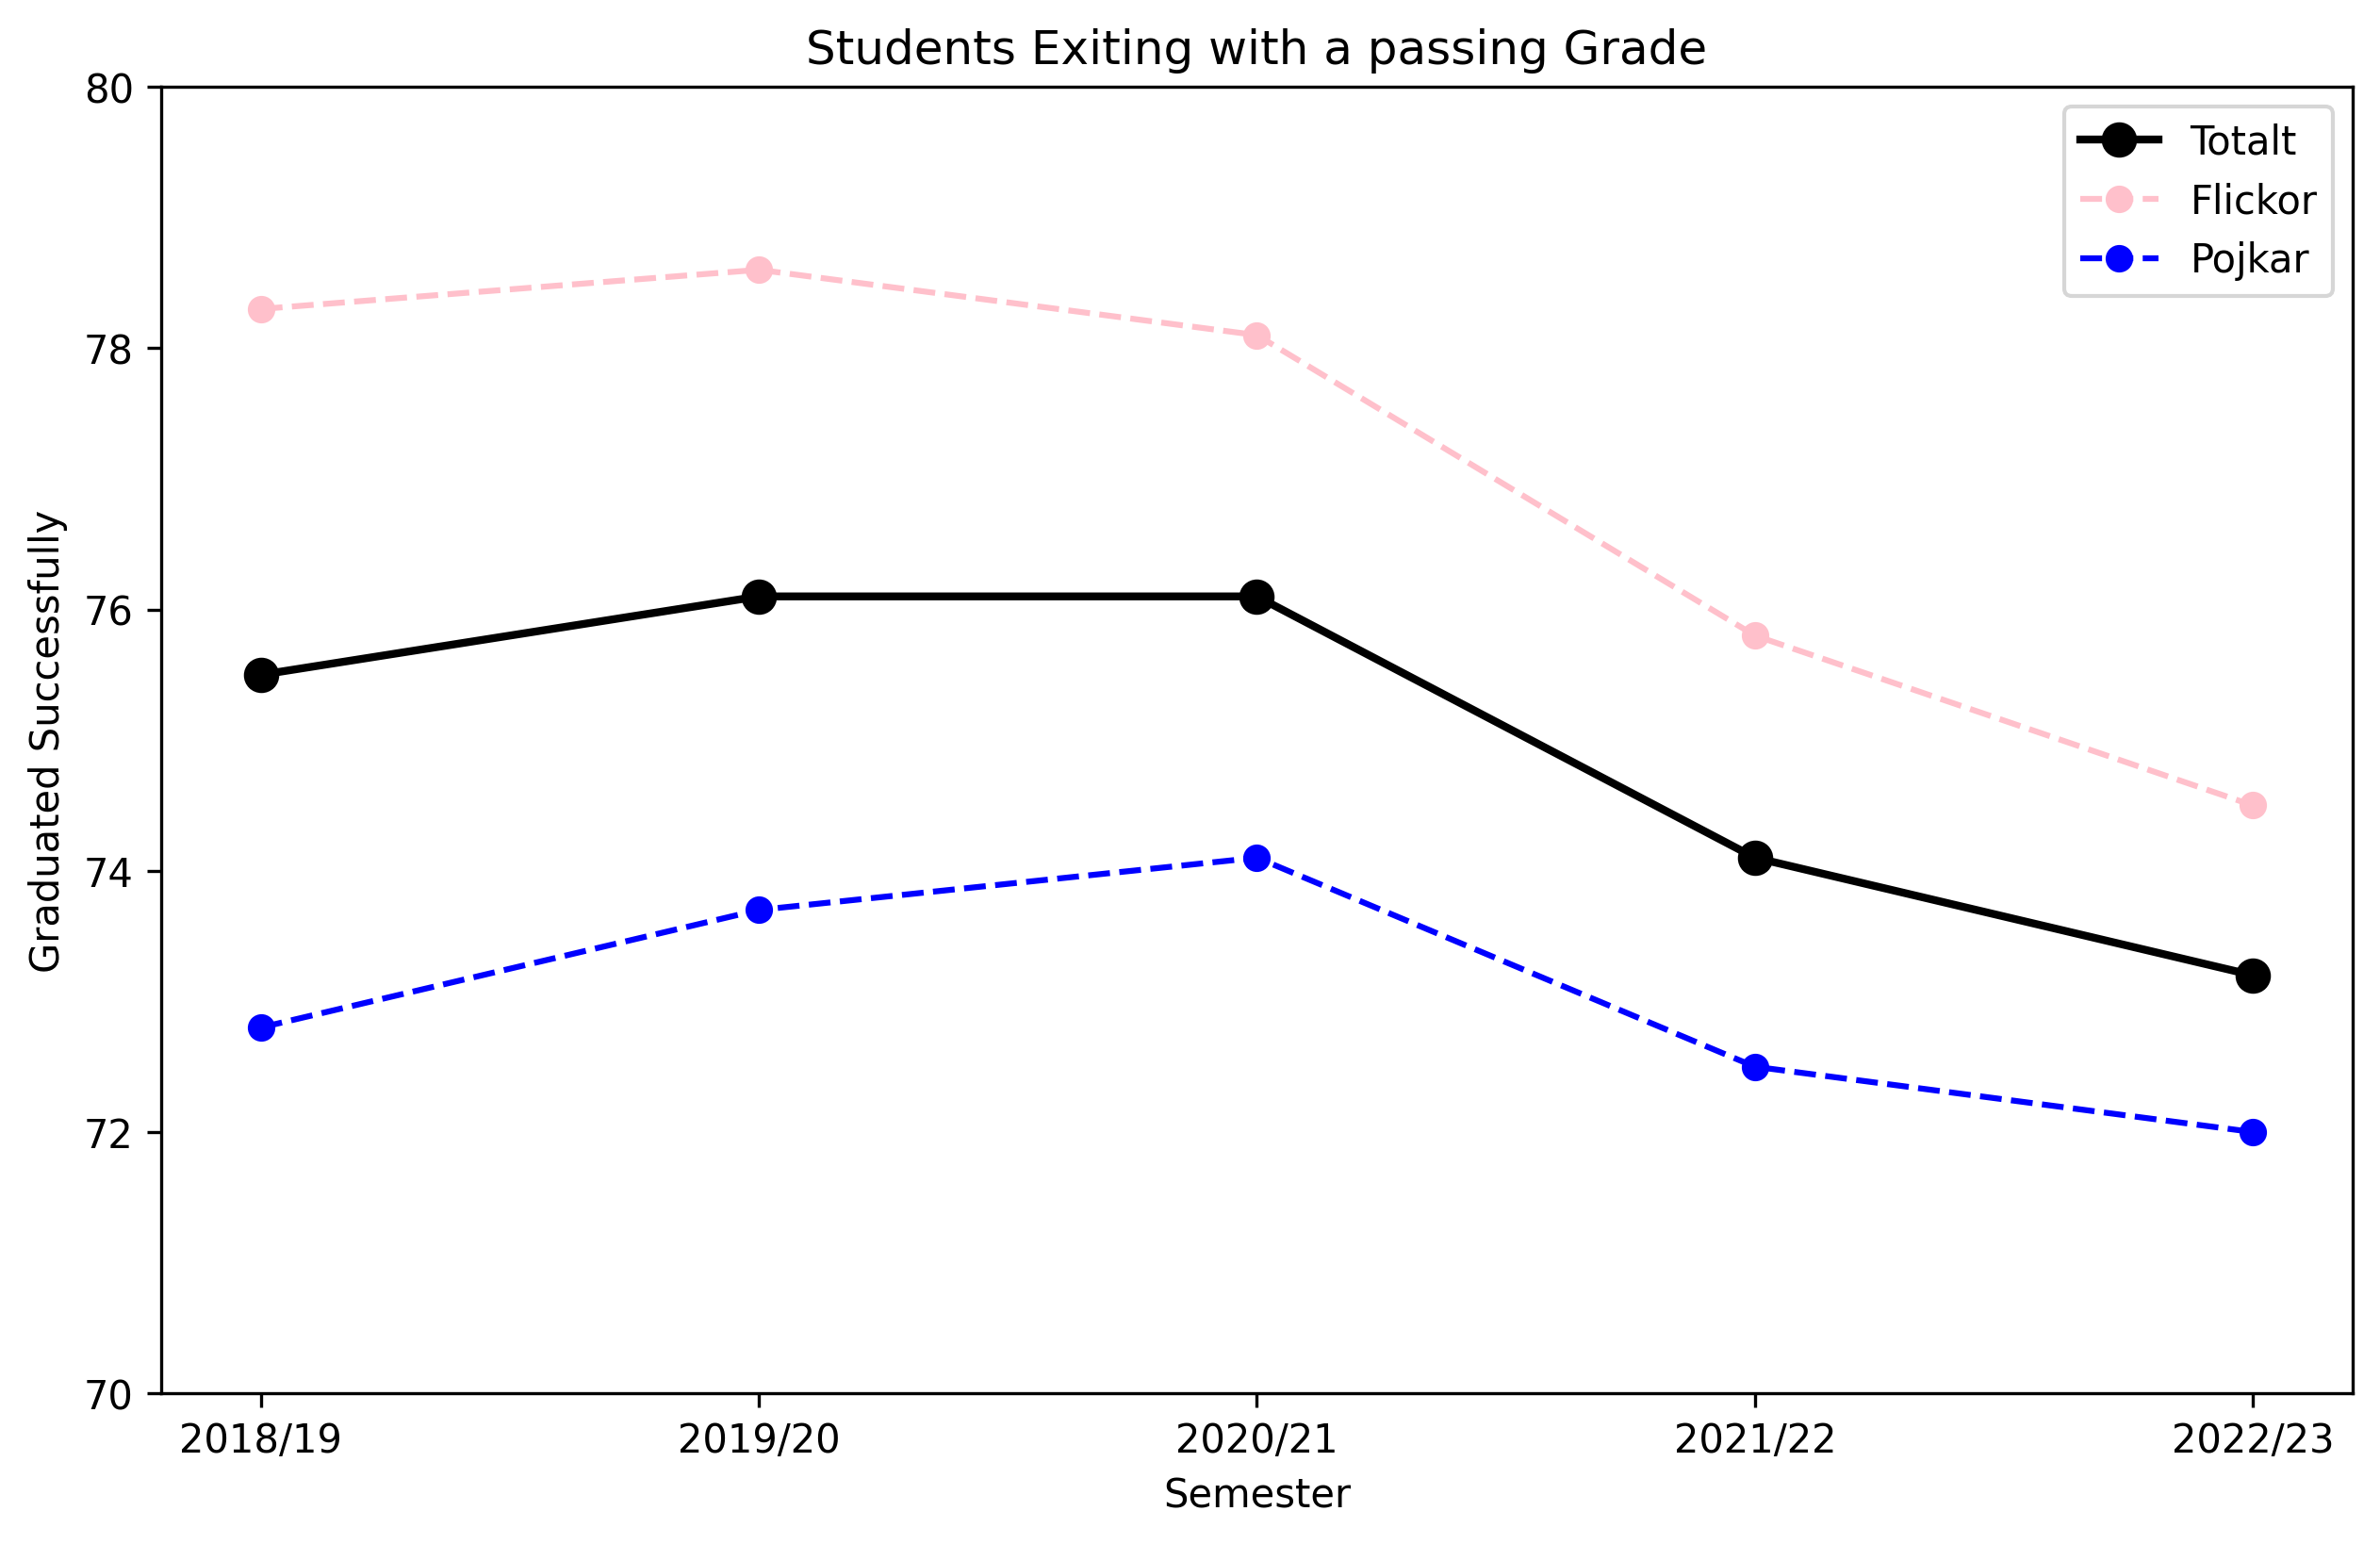 Students Exiting with a passing Grade
80
78
76
74
72
70
Graduated Successfully
Totalt
Flickor
Pojkar
2018/19 2019/20 2020/21 2021/22 2022/23
Semester